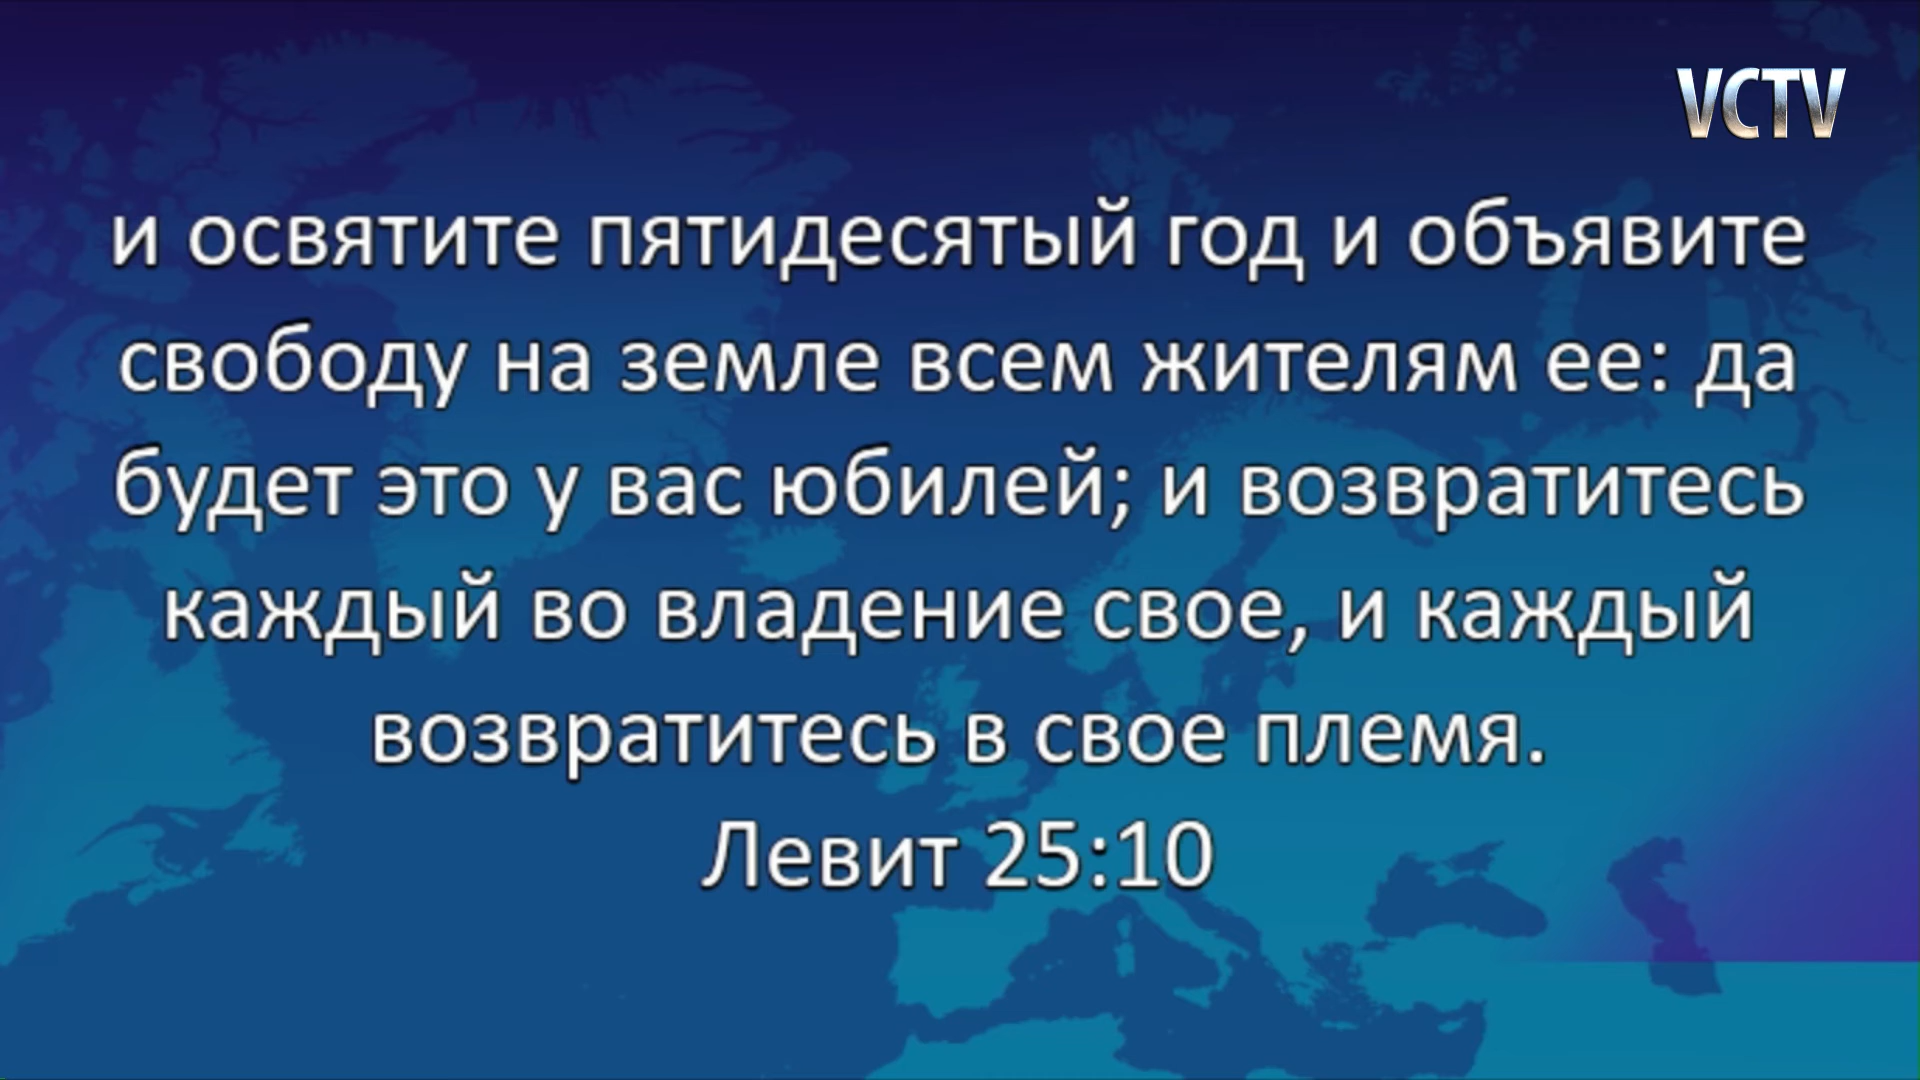 VCTV
и освятите пятидесятый год и объявите
свободу на земле всем жителям ее: да
будет это у вас юбилей; и возвратитесь
каждый во владение свое, и каждый
возвратитесь в свое племя.
Левит 25:10